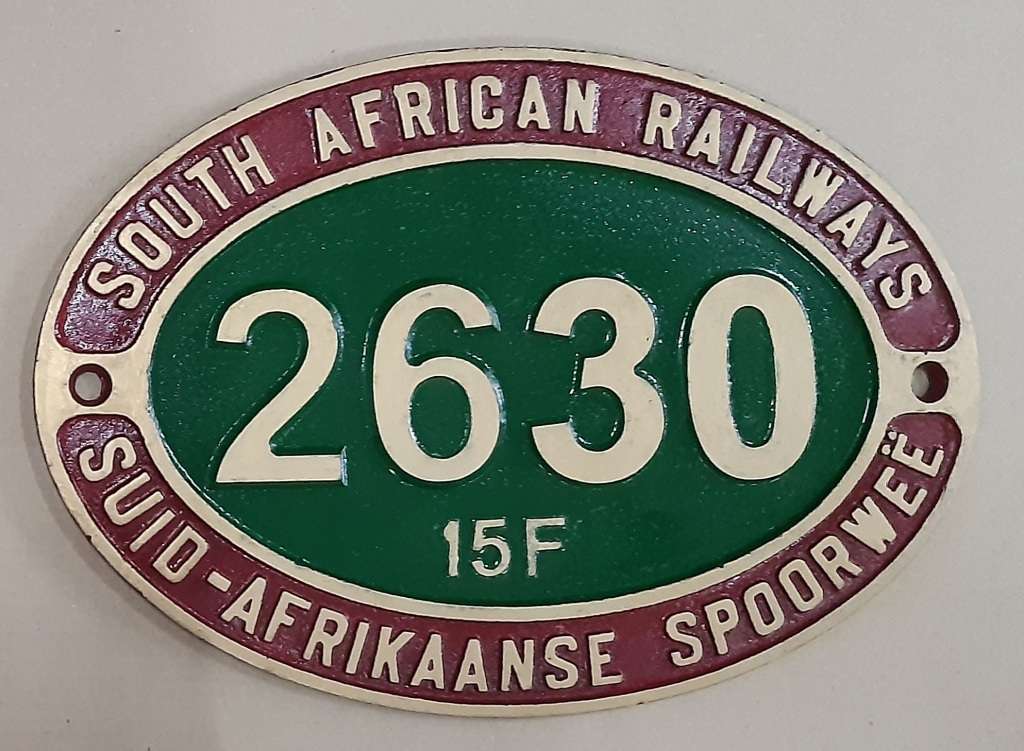 SOUTH AFRICAN RAILWAYS
2630
15F
SUID-AFRIKAANSE SPOORWEË